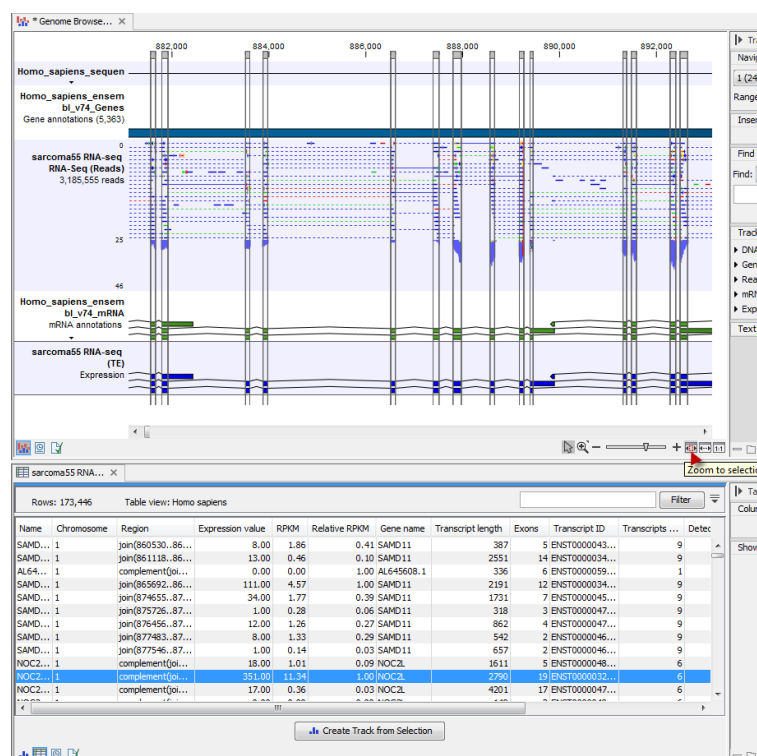 * Genome Browse... ×
882,000 884,000 886,000 888,000 890,000 892,000
Homo_sapiens_sequen
Homo_sapiens_ensem
bl_v74_Genes
Gene annotations (5,363)
0
sarcoma55 RNA-seq
RNA-Seq (Reads)
3,185,555 reads
25
46
Homo_sapiens_ensem
bl_v74_mRNA
mRNA annotations
sarcoma55 RNA-seq
(TE)
Expression
1:1
Zoom to selectio
Tra
Navig
1 (24
Range
Inser
Find
Find:
Track
DNA
Gen
Rea
mRN
Exp
Text
sarcoma55 RNA... ×
Rows: 173,446 Table view: Homo sapiens Filter
Name Chromosome Region Expression value RPKM Relative RPKM Gene name Transcript length Exons Transcript ID Transcripts ... Detec
SAMD... 1 join(860530..86... 8.00 1.86 0.41 SAMD11 387 5 ENST0000043... 9
SAMD... 1 join(861118..86... 13.00 0.46 0.10 SAMD11 2551 14 ENST0000034... 9
AL64... 1 complement(joi... 0.00 0.00 1.00 AL645608.1 336 6 ENST0000059... 1
SAMD... 1 join(865692..87... 111.00 4.57 1.00 SAMD11 2191 12 ENST0000034... 9
SAMD... 1 join(874655..87... 34.00 1.77 0.39 SAMD11 1731 7 ENST0000045... 9
SAMD... 1 join(875726..87... 1.00 0.28 0.06 SAMD11 318 3 ENST0000047... 9
SAMD... 1 join(876456..87... 12.00 1.26 0.27 SAMD11 862 4 ENST0000047... 9
SAMD... 1 join(877483..87... 8.00 1.33 0.29 SAMD11 542 2 ENST0000046... 9
SAMD... 1 join(877546..87... 1.00 0.14 0.03 SAMD11 657 2 ENST0000046... 9
NOC2... 1 complement(joi... 18.00 1.01 0.09 NOC2L 1611 5 ENST0000048... 6
NOC2... 1 complement(joi... 351.00 11.34 1.00 NOC2L 2790 19 ENST0000032... 6
NOC2... 1 complement(joi... 17.00 0.36 0.03 NOC2L 4201 17 ENST0000047... 6
Create Track from Selection
Ta
Colu
Show